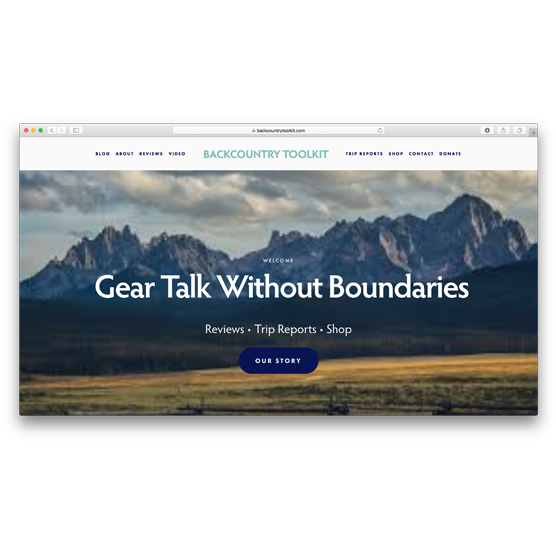 backcountrytoolkit.com
BLOG ABOUT REVIEWS VIDEO BACKCOUNTRY TOOLKIT TRIP REPORTS SHOP CONTACT DONATE
WELCOME
Gear Talk Without Boundaries
Reviews • Trip Reports • Shop
OUR STORY